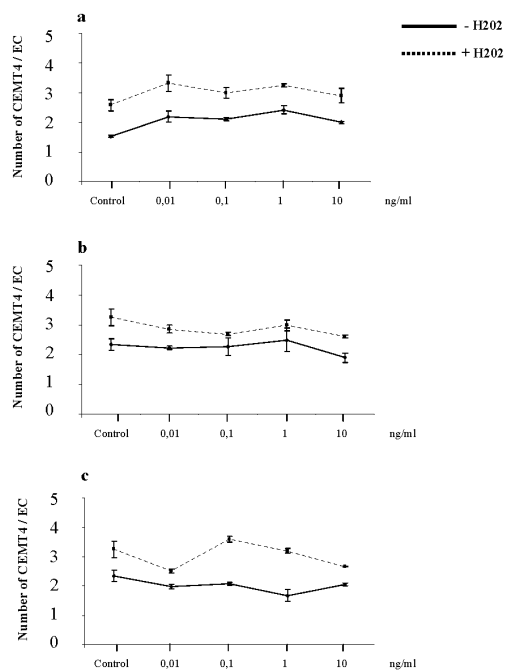 a
- H202
+ H202
Number of CEMT4 / EC
5
4
3
2
1
0
Control 0,01 0,1 1 10 ng/ml
b
Number of CEMT4 / EC
5
4
3
2
1
0
Control 0,01 0,1 1 10 ng/ml
c
Number of CEMT4 / EC
5
4
3
2
1
0
Control 0,01 0,1 1 10 ng/ml